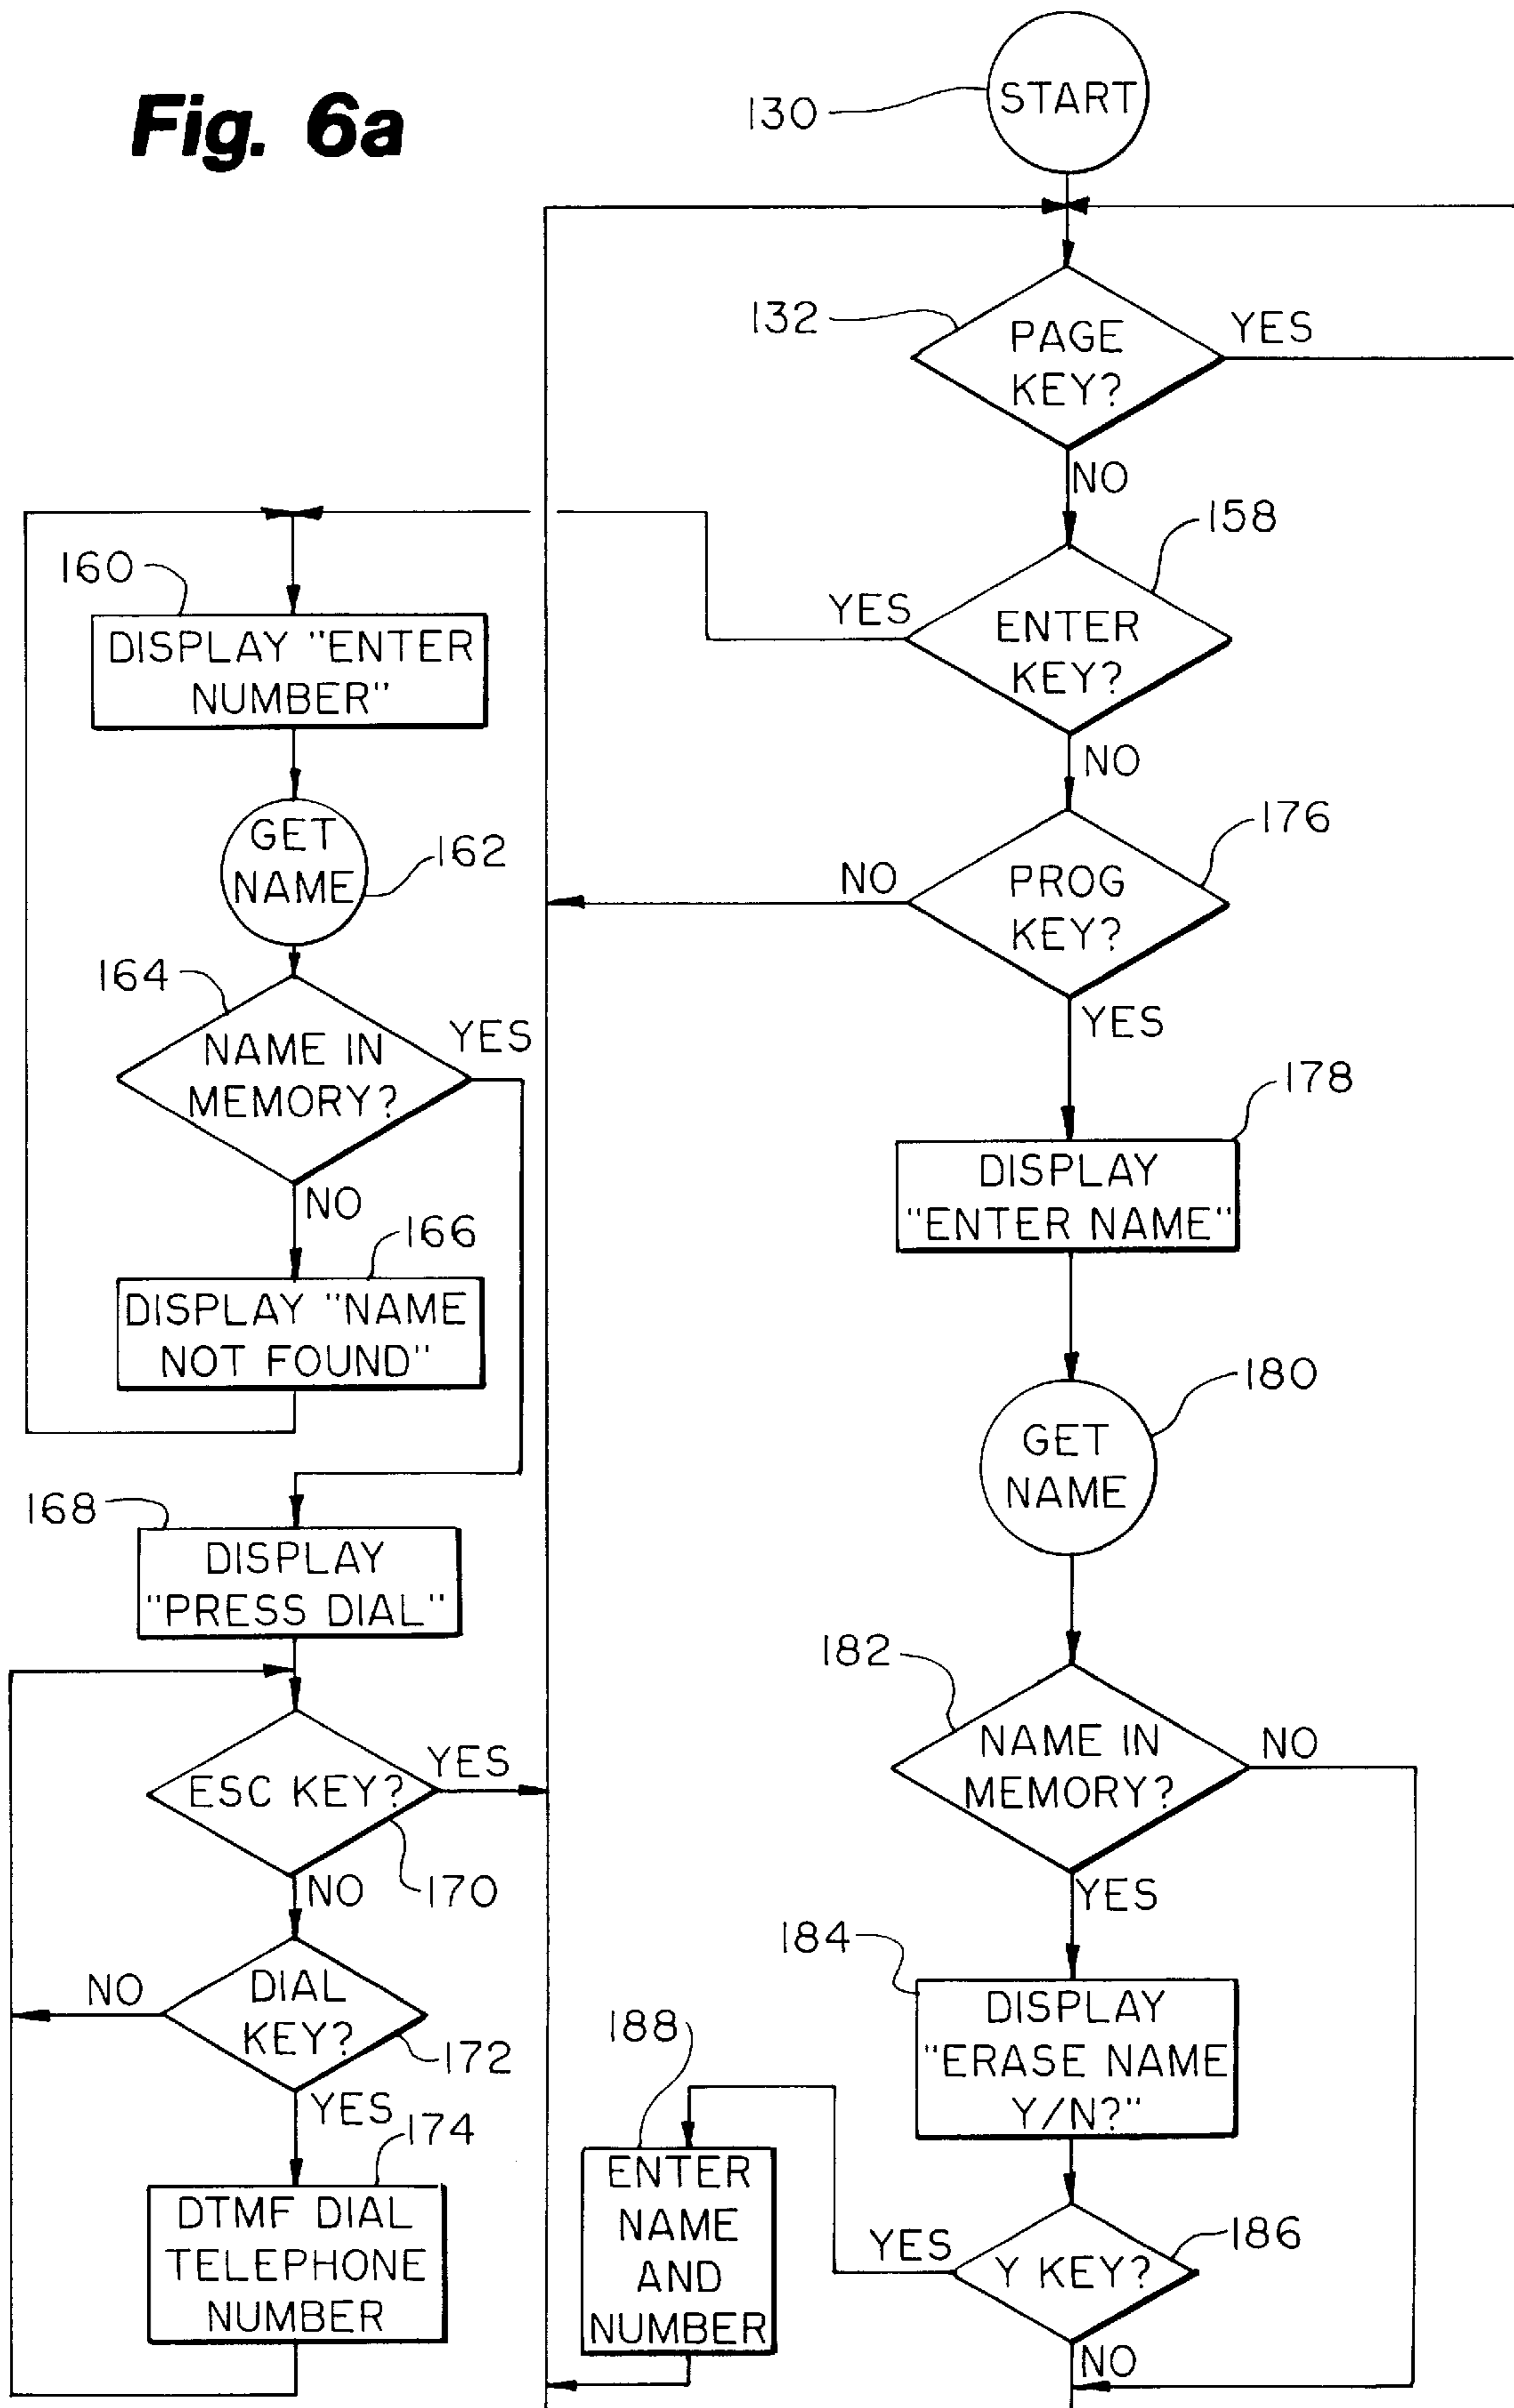 Fig. 6a
130
START
132
PAGE
KEY?
YES
NO
158
ENTER
KEY?
YES
NO
160
DISPLAY "ENTER
NUMBER"
GET
NAME
162
176
PROG
KEY?
NO
YES
164
NAME IN
MEMORY?
YES
NO
166
DISPLAY "NAME
NOT FOUND"
178
DISPLAY
"ENTER NAME"
180
GET
NAME
168
DISPLAY
"PRESS DIAL"
ESC KEY?
YES
NO
170
182
NAME IN
MEMORY?
NO
YES
DIAL
KEY?
NO
172
YES
174
DTMF DIAL
TELEPHONE
NUMBER
184
DISPLAY
"ERASE NAME
Y/N?"
188
ENTER
NAME
AND
NUMBER
YES
Y KEY?
186
NO